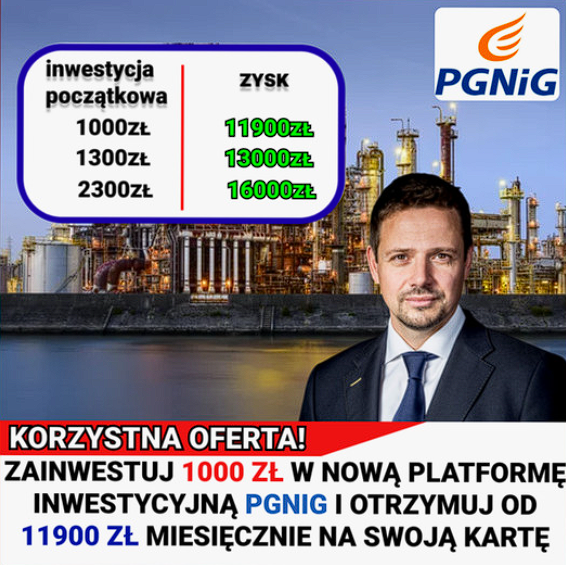 PGNiG
inwestycja
początkowa
ZYSK
1000zŁ
11900zŁ
1300zŁ
13000zŁ
2300zŁ
16000zŁ
KORZYSTNA OFERTA!
ZAINWESTUJ 1000 ZŁ W NOWĄ PLATFORMĘ
INWESTYCYJNĄ PGNIG I OTRZYMUJ OD
11900 ZŁ MIESIĘCZNIE NA SWOJĄ KARTĘ